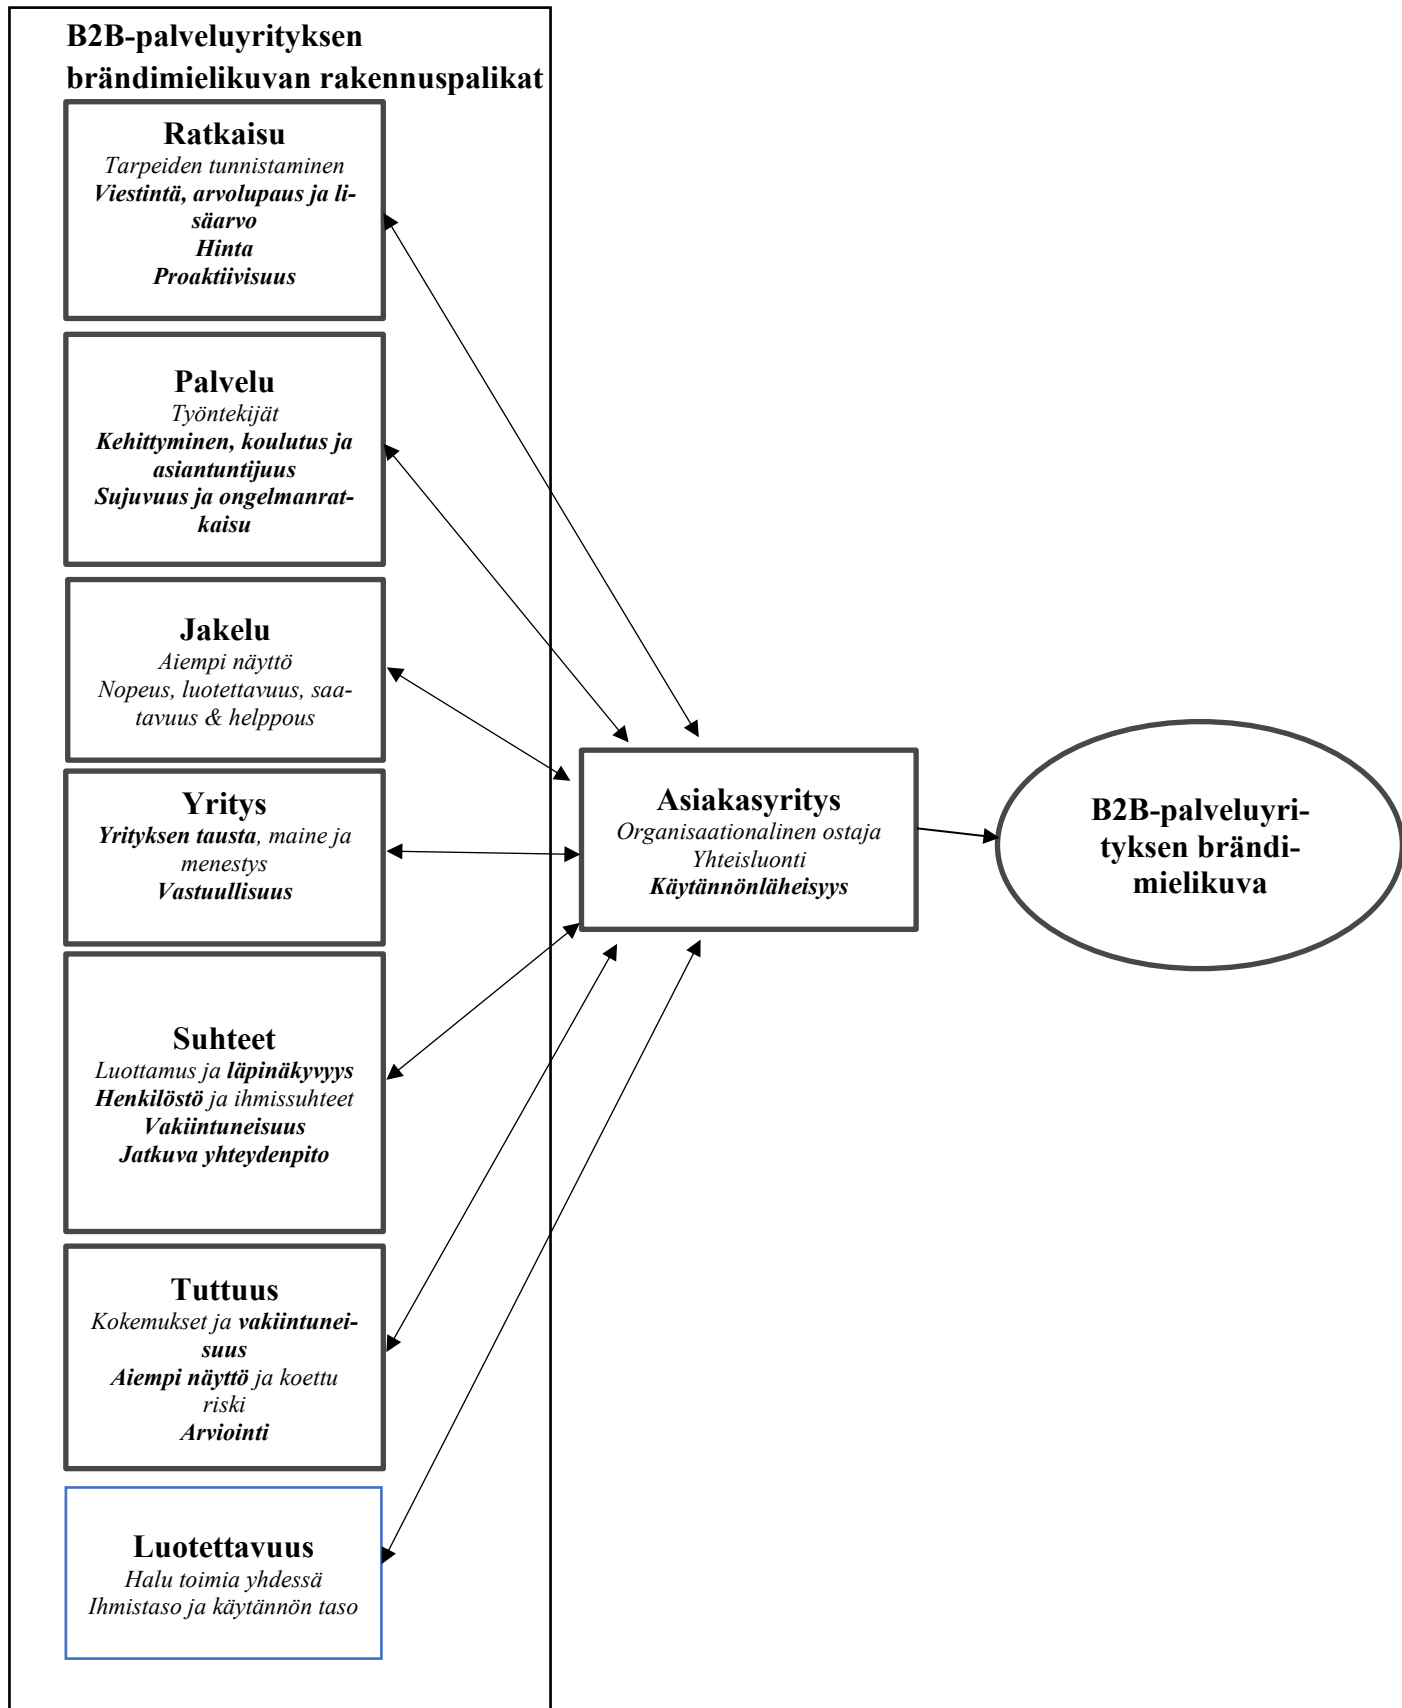 B2B-palveluyrityksen
brändimielikuvan rakennuspalikat
Ratkaisu
Tarpeiden tunnistaminen
Viestintä, arvolupaus ja li-
säarvo
Hinta
Proaktiivisuus
Palvelu
Työntekijät
Kehittyminen, koulutus ja
asiantuntijuus
Sujuvuus ja ongelmanrat-
kaisu
Jakelu
Aiempi näyttö
Nopeus, luotettavuus, saa-
tavuus & helppous
Yritys
Yrityksen tausta, maine ja
menestys
Vastuullisuus
Suhteet
Luottamus ja läpinäkyvyys
Henkilöstö ja ihmissuhteet
Vakiintuneisuus
Jatkuva yhteydenpito
Tuttuus
Kokemukset ja vakiintunei-
suus
Aiempi näyttö ja koettu
riski
Arviointi
Luotettavuus
Halu toimia yhdessä
Ihmistaso ja käytännön taso
Asiakasyritys
Organisaationalinen ostaja
Yhteisluonti
Käytännönläheisyys
B2B-palveluyri-
tyksen brändi-
mielikuva